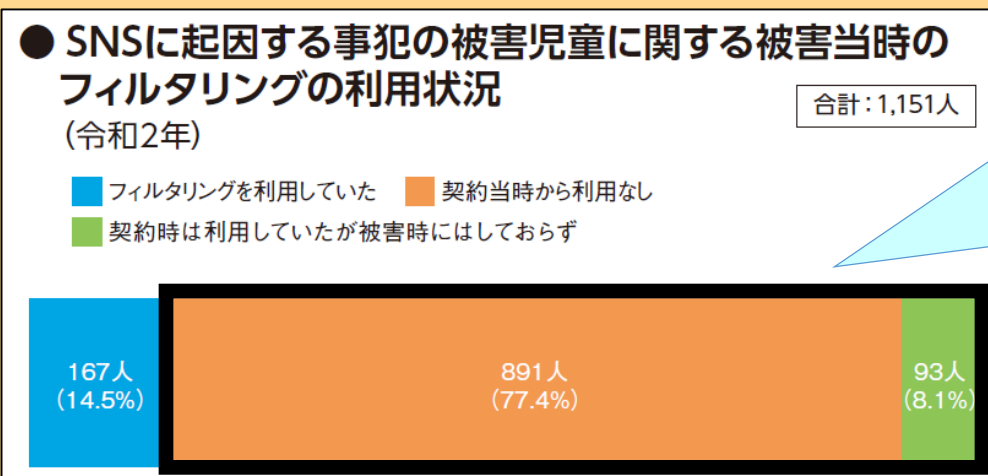 ● SNSに起因する事犯の被害児童に関する被害当時の
フィルタリングの利用状況
合計：1,151人
(令和2年)
フィルタリングを利用していた 契約当時から利用なし
契約時は利用していたが被害時にはしておらず
167人
(14.5%)
891人
(77.4%)
93人
(8.1%)